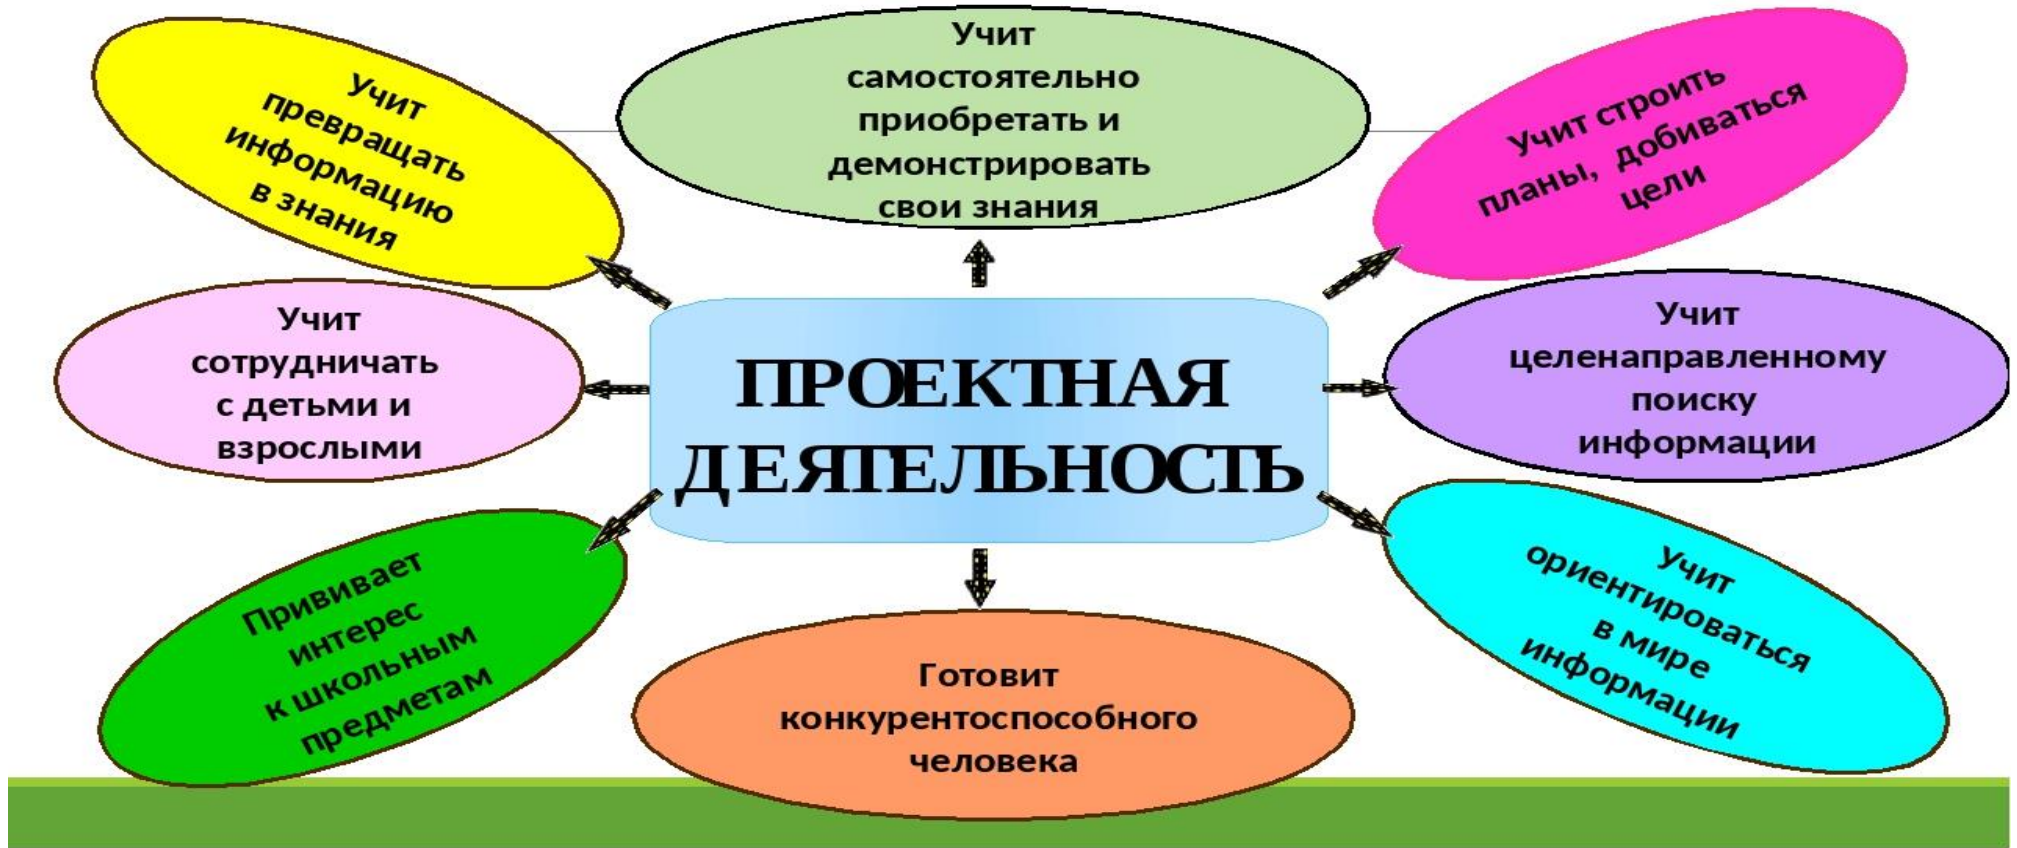 Учит
превращать
информацию
в знания
Учит
самостоятельно
приобретать и
демонстрировать
свои знания
Учит строить
планы, добиваться
цели
Учит
сотрудничать
с детьми и
взрослыми
ПРОЕКТНАЯ
ДЕЯТЕЛЬНОСТЬ
Учит
целенаправленному
поиску
информации
Прививает
интерес
к школьным
предметам
Готовит
конкурентоспособного
человека
Учит
ориентироваться
в мире
информации